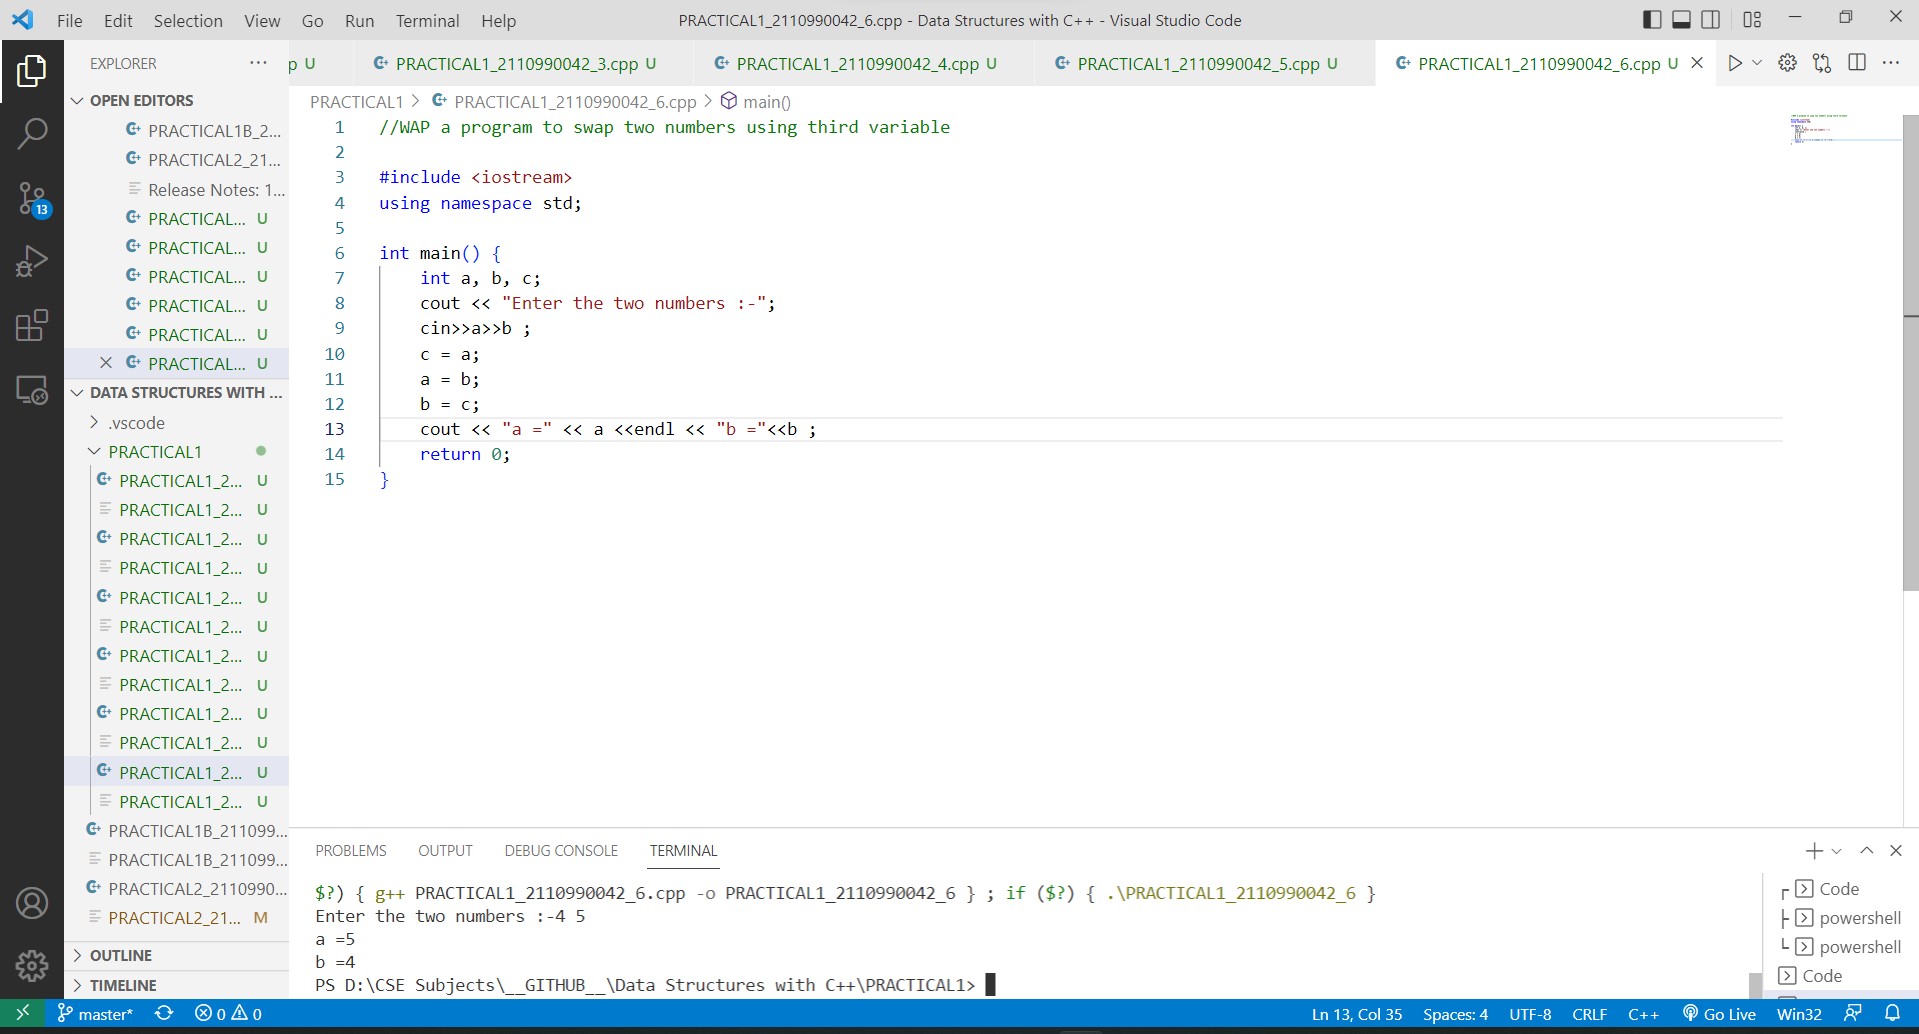 File Edit Selection View Go Run Terminal Help PRACTICAL1_2110990042_6.cpp - Data Structures with C++ - Visual Studio Code
EXPLORER ···
p U PRACTICAL1_2110990042_3.cpp U PRACTICAL1_2110990042_4.cpp U PRACTICAL1_2110990042_5.cpp U PRACTICAL1_2110990042_6.cpp U
OPEN EDITORS
PRACTICAL1B_2...
PRACTICAL2_21...
Release Notes: 1...
PRACTICAL... U
PRACTICAL... U
PRACTICAL... U
PRACTICAL... U
PRACTICAL... U
PRACTICAL... U
DATA STRUCTURES WITH ...
.vscode
PRACTICAL1
PRACTICAL1_2... U
PRACTICAL1_2... U
PRACTICAL1_2... U
PRACTICAL1_2... U
PRACTICAL1_2... U
PRACTICAL1_2... U
PRACTICAL1_2... U
PRACTICAL1_2... U
PRACTICAL1_2... U
PRACTICAL1_2... U
PRACTICAL1_2... U
PRACTICAL1_2... U
PRACTICAL1B_211099...
PRACTICAL1B_211099...
PRACTICAL2_2110990...
PRACTICAL2_21... M
OUTLINE
TIMELINE
13
PRACTICAL1 > PRACTICAL1_2110990042_6.cpp > main()
1 //WAP a program to swap two numbers using third variable
2
3 #include <iostream>
4 using namespace std;
5
6 int main() {
7 int a, b, c;
8 cout << "Enter the two numbers :-";
9 cin>>a>>b ;
10 c = a;
11 a = b;
12 b = c;
13 cout << "a =" << a <<endl << "b ="<<b ;
14 return 0;
15 }
PROBLEMS OUTPUT DEBUG CONSOLE TERMINAL
$?) { g++ PRACTICAL1_2110990042_6.cpp -o PRACTICAL1_2110990042_6 } ; if ($?) { .\PRACTICAL1_2110990042_6 }
Enter the two numbers :-4 5
a =5
b =4
PS D:\CSE Subjects\__GITHUB__\Data Structures with C++\PRACTICAL1>
Code
powershell
powershell
Code
master* 0 0 Ln 13, Col 35 Spaces: 4 UTF-8 CRLF C++ Go Live Win32